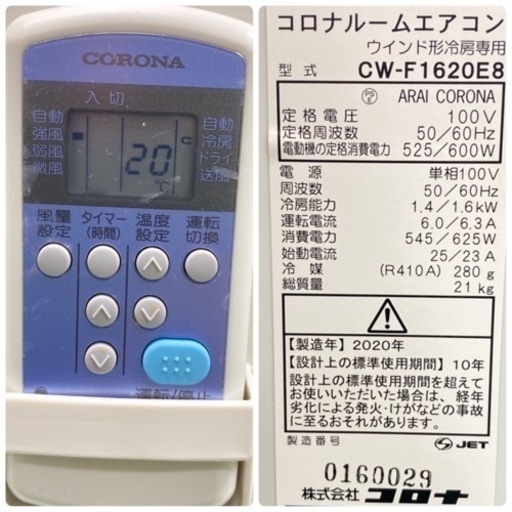 CORONA
入 切
自動
強風
弱風
微風
自動
冷房
ドライ
送風
20
℃
風量
設定
タイマー
(時間)
温度
設定
運転
切換
運転/停止
コロナルームエアコン
ウインド形冷房専用
型式 CW-F1620E8
PS E ARAI CORONA
定格電圧 100V
定格周波数 50/60Hz
電動機の定格消費電力 525/600W
電源 単相100V
周波数 50/60Hz
冷房能力 1.4/1.6kW
運転電流 6.0/6.3A
消費電力 545/625W
始動電流 25/23A
冷媒 (R410A) 280g
総質量 21kg
【製造年】2020年
【設計上の標準使用期間】10年
設計上の標準使用期間を超えて
お使いいただいた場合は、経年
劣化による発火・けがなどの事故
に至るおそれがあります。
製造番号
S JET
0160029
株式会社 コロナ